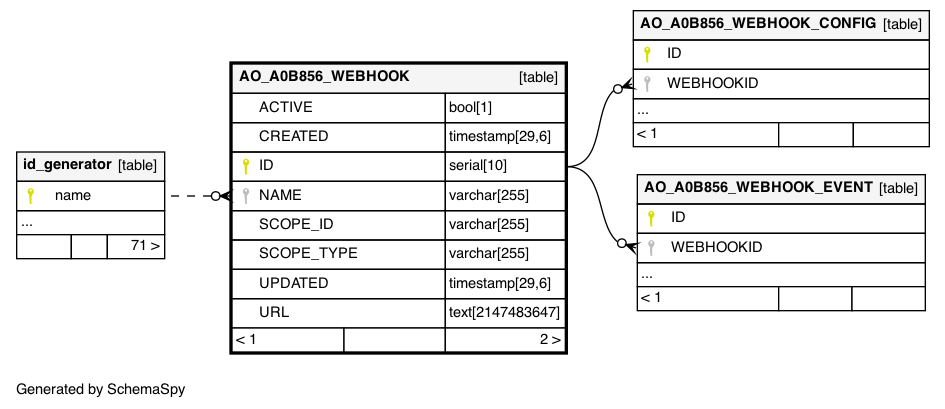 AO_A0B856_WEBHOOK_CONFIG [table]
ID
WEBHOOKID
...
< 1
AO_A0B856_WEBHOOK [table]
ACTIVE bool[1]
CREATED timestamp[29,6]
ID serial[10]
NAME varchar[255]
SCOPE_ID varchar[255]
SCOPE_TYPE varchar[255]
UPDATED timestamp[29,6]
URL text[2147483647]
< 1 2 >
id_generator [table]
name
...
71 >
AO_A0B856_WEBHOOK_EVENT [table]
ID
WEBHOOKID
...
< 1
Generated by SchemaSpy